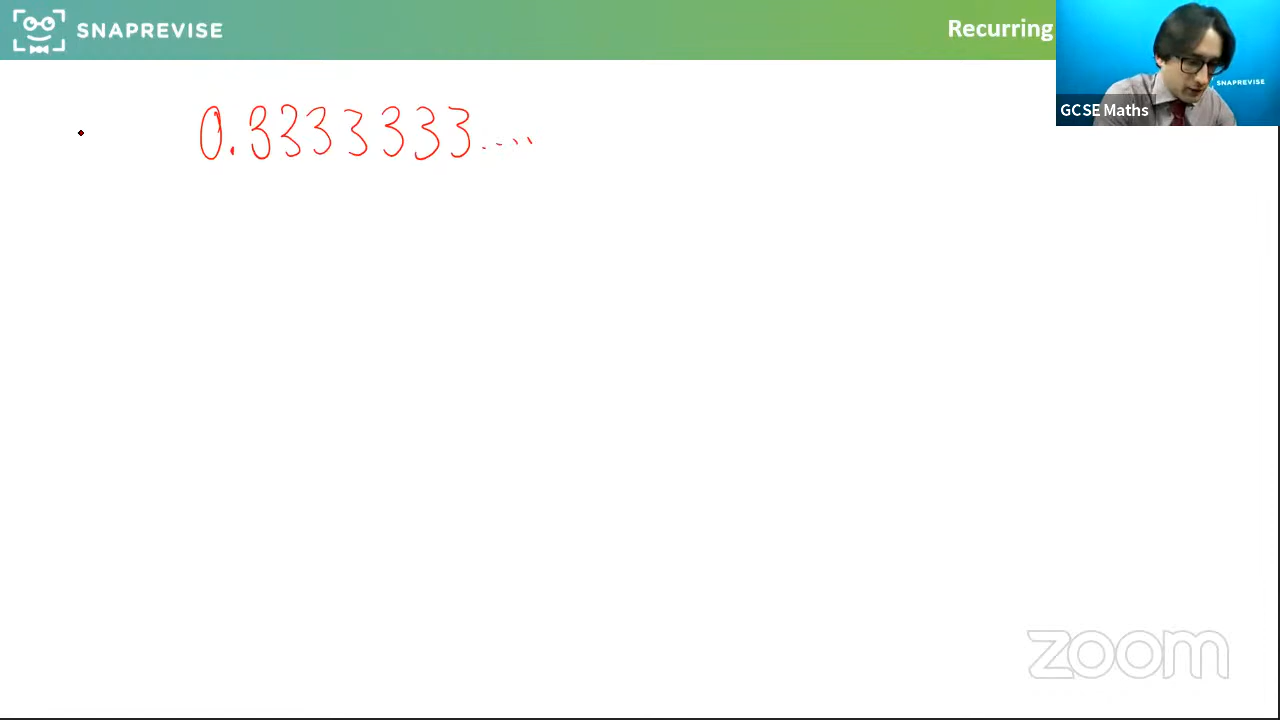 SNAPREVISE
Recurring
SNAPREVISE
GCSE Maths
0.3333333....
zoom